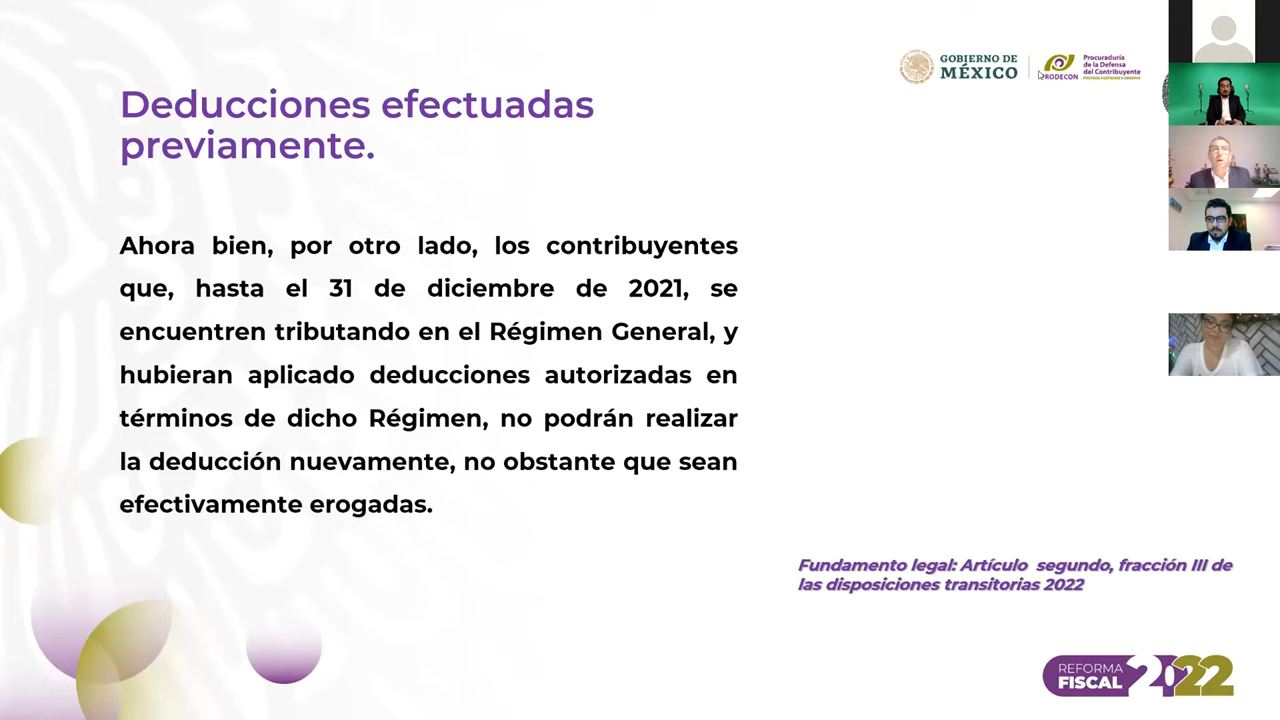 GOBIERNO DE
MÉXICO
PRODECON
Procuraduría
de la Defensa
del Contribuyente
Deducciones efectuadas
previamente.
Ahora bien, por otro lado, los contribuyentes
que, hasta el 31 de diciembre de 2021, se
encuentren tributando en el Régimen General, y
hubieran aplicado deducciones autorizadas en
términos de dicho Régimen, no podrán realizar
la deducción nuevamente, no obstante que sean
efectivamente erogadas.
Fundamento legal: Artículo segundo, fracción III de
las disposiciones transitorias 2022
REFORMA
FISCAL 2022